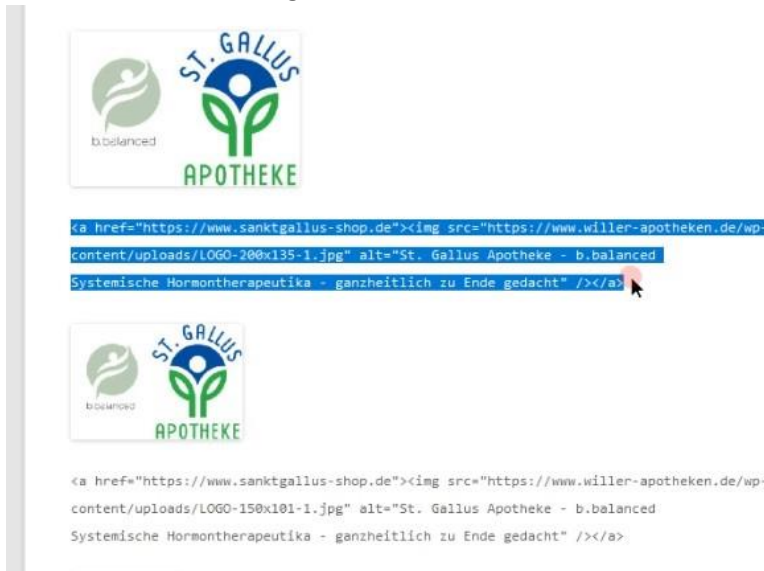 b.balanced
ST. GALLUS
APOTHEKE
<a href="https://www.sanktgallus-shop.de"><img src="https://www.willer-apotheken.de/wp-
content/uploads/LOGO-200x135-1.jpg" alt="St. Gallus Apotheke - b.balanced
Systemische Hormontherapeutika - ganzheitlich zu Ende gedacht" /></a>
b.balanced
ST. GALLUS
APOTHEKE
<a href="https://www.sanktgallus-shop.de"><img src="https://www.willer-apotheken.de/wp-
content/uploads/LOGO-150x101-1.jpg" alt="St. Gallus Apotheke - b.balanced
Systemische Hormontherapeutika - ganzheitlich zu Ende gedacht" /></a>